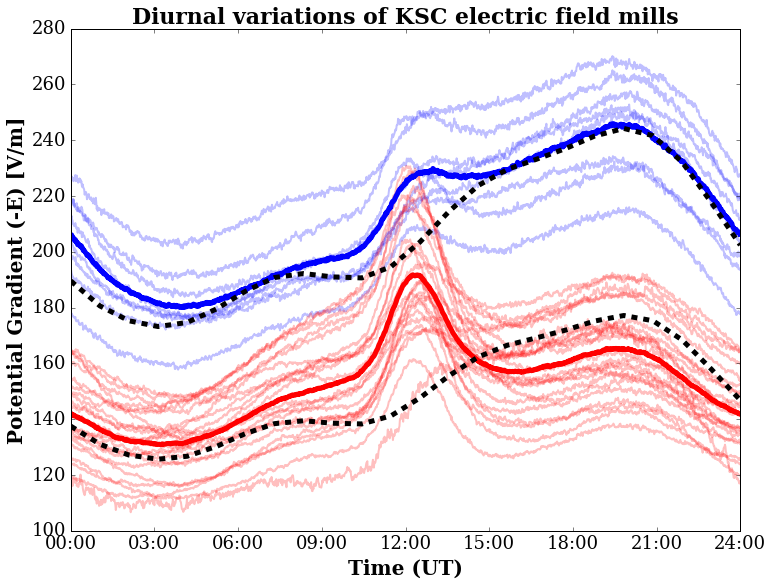 Diurnal variations of KSC electric field mills
Potential Gradient (-E) [V/m]
280
260
240
220
200
180
160
140
120
100
00:00 03:00 06:00 09:00 12:00 15:00 18:00 21:00 24:00
Time (UT)